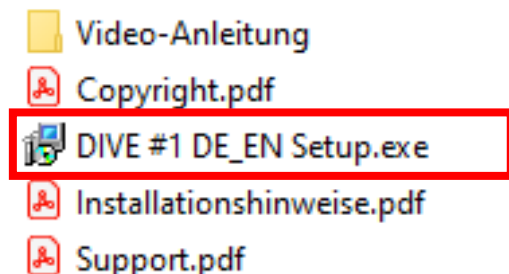 Video-Anleitung
Copyright.pdf
DIVE #1 DE_EN Setup.exe
Installationshinweise.pdf
Support.pdf